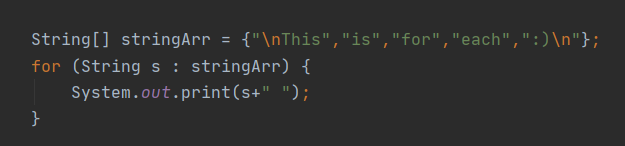 String[] stringArr = {"\nThis","is","for","each",":)\n"};
for (String s : stringArr) {
    System.out.print(s+" ");
}